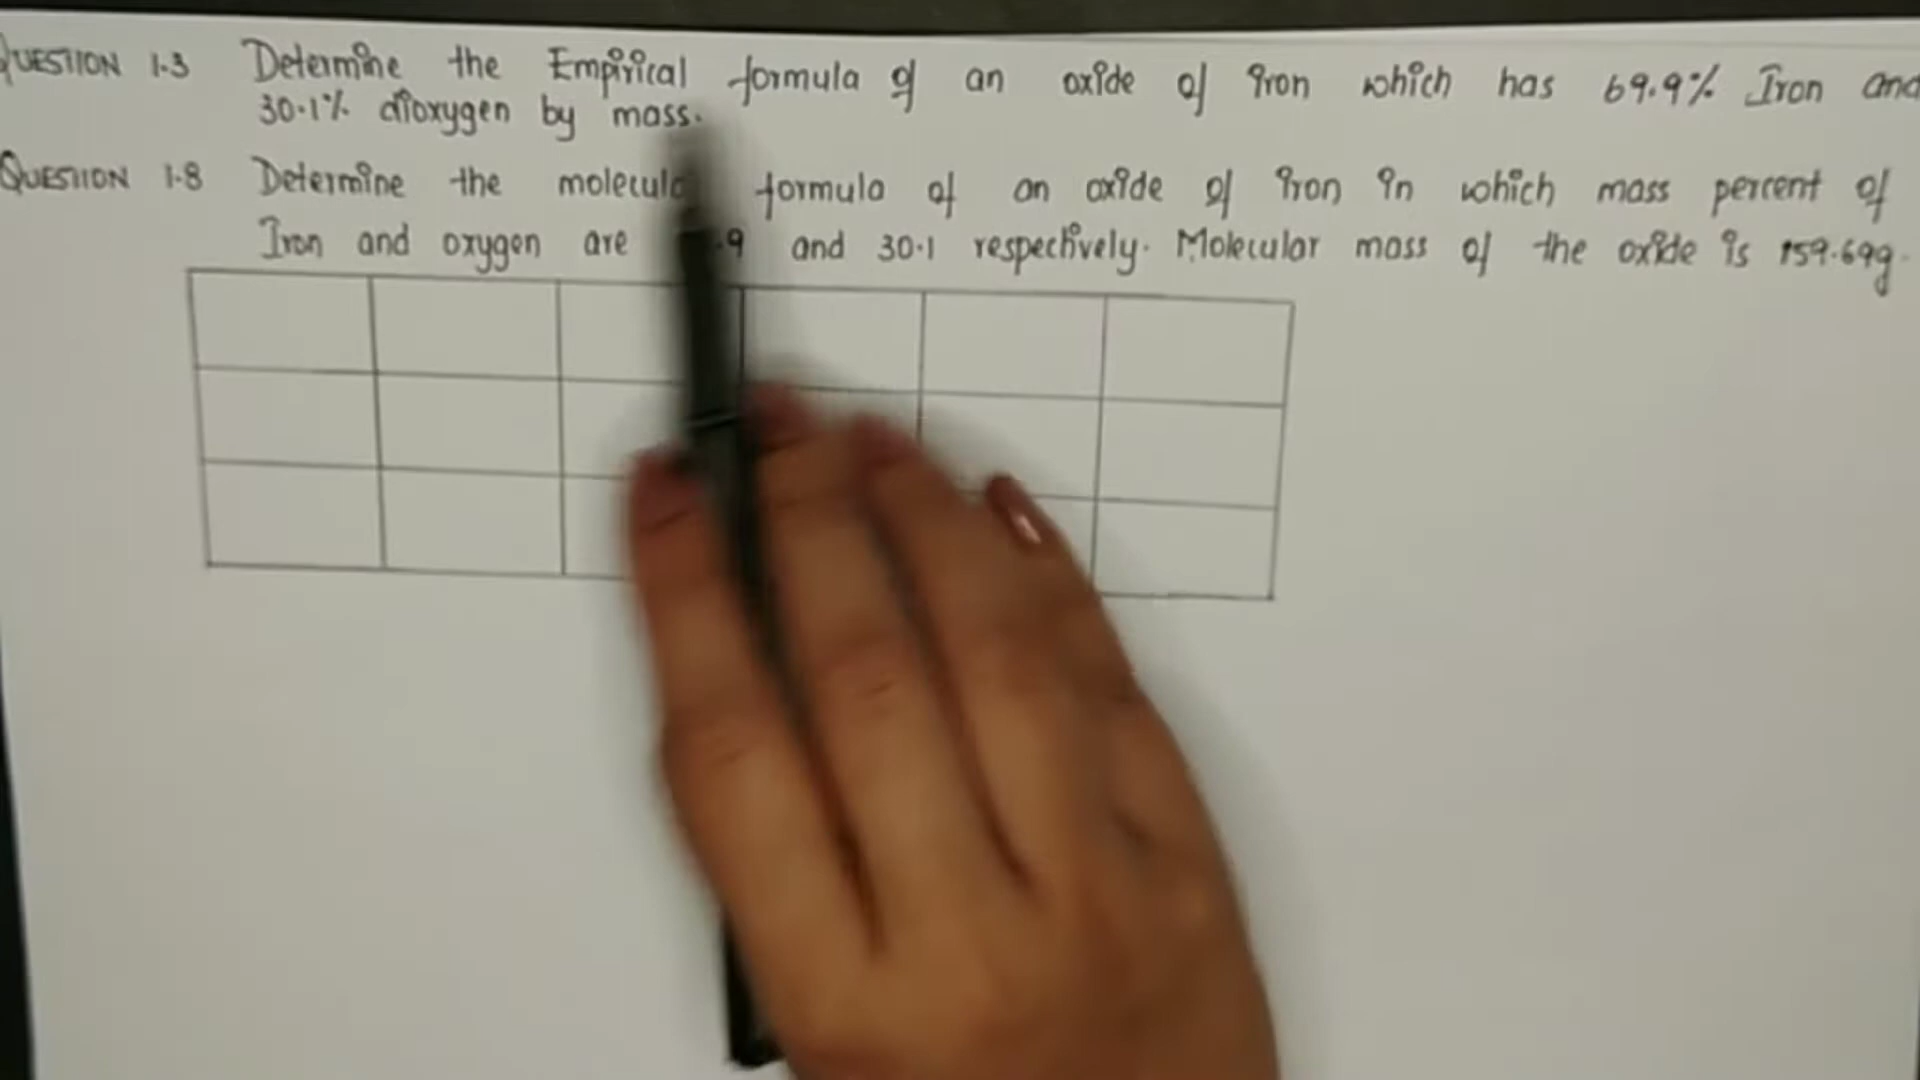 QUESTION 1.3 Determine the Empirical formula of an oxide of iron which has 69.9% Iron and
30.1% dioxygen by mass.
QUESTION 1.8 Determine the formula of an oxide of iron in which mass percent of
Iron and oxygen are .9 and 30.1 respectively. Molecular mass of the oxide is 159.69g.